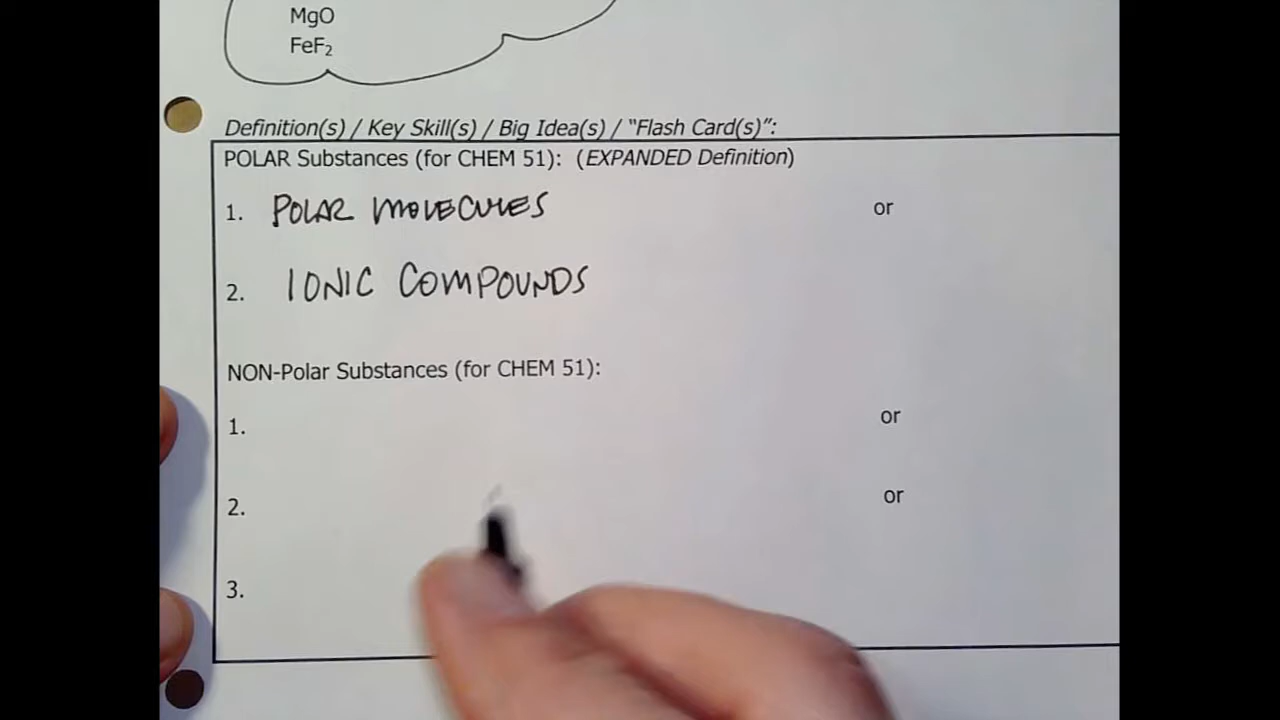 MgO
FeF₂
Definition(s) / Key Skill(s) / Big Idea(s) / “Flash Card(s)”:
POLAR Substances (for CHEM 51): (EXPANDED Definition)
1. POLAR MOLECULES or
2. IONIC COMPOUNDS
NON-Polar Substances (for CHEM 51):
1. or
2. or
3.